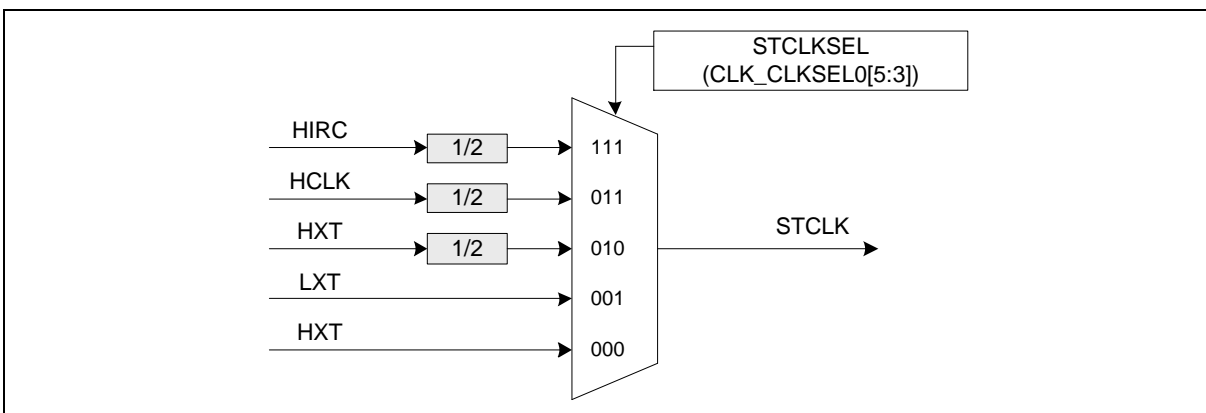 STCLKSEL
(CLK_CLKSEL0[5:3])
HIRC 1/2 111
HCLK 1/2 011
HXT 1/2 010
STCLK
LXT 001
HXT 000